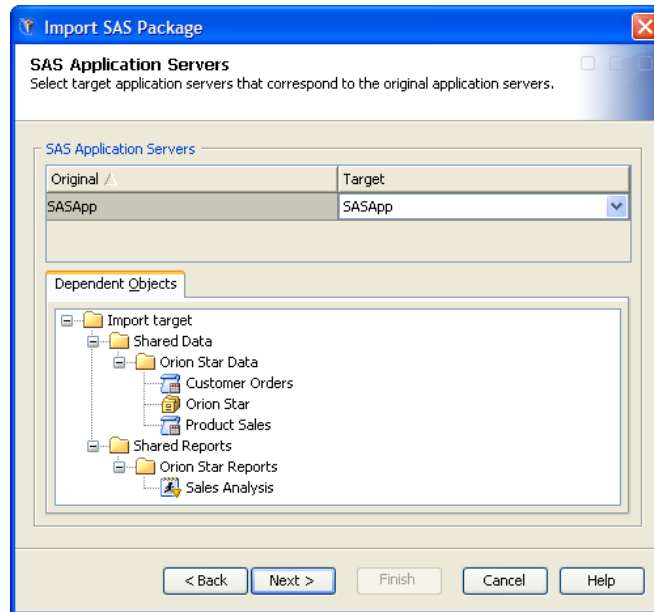 Import SAS Package
SAS Application Servers
Select target application servers that correspond to the original application servers.
SAS Application Servers
Original Target
SASApp SASApp
Dependent Objects
Import target
Shared Data
Orion Star Data
Customer Orders
Orion Star
Product Sales
Shared Reports
Orion Star Reports
Sales Analysis
< Back Next > Finish Cancel Help